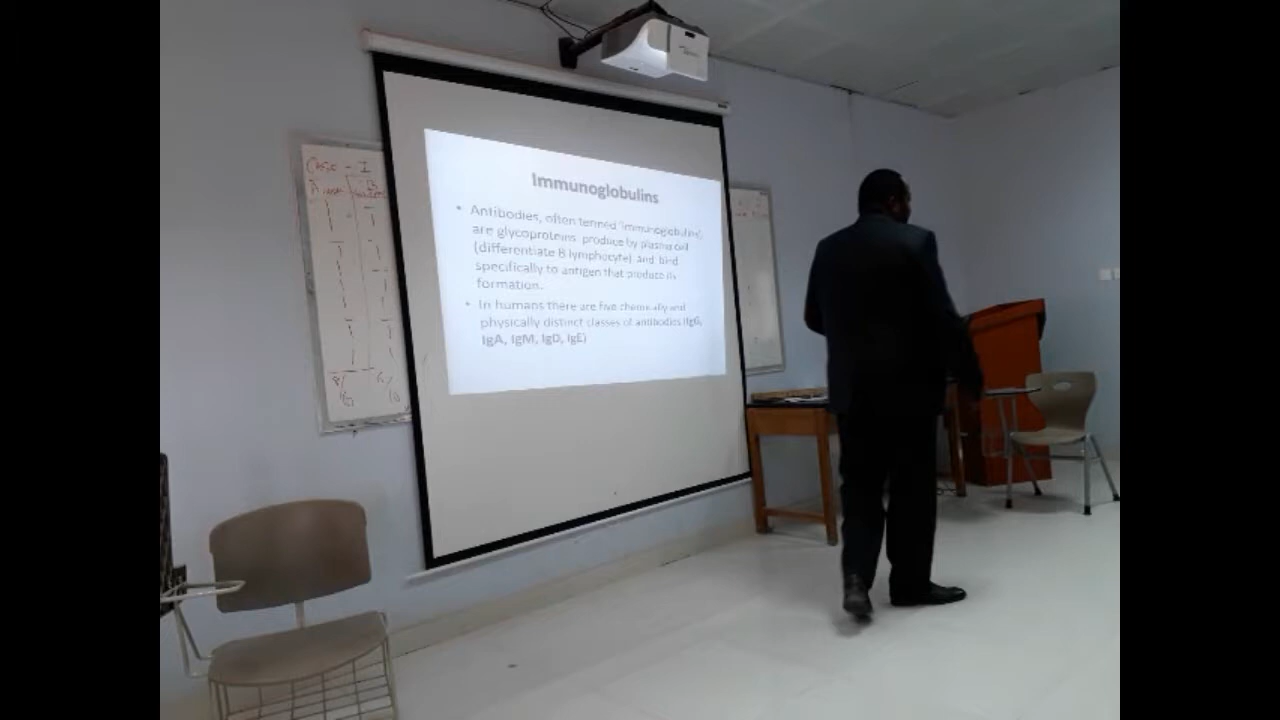 Immunoglobulins
• Antibodies, often termed 'immunoglobulins',
are glycoproteins produce by plasma cell
(differentiate B lymphocyte) and bind
specifically to antigen that produce its
formation.
• In humans there are five chemically and
physically distinct classes of antibodies (IgG,
IgA, IgM, IgD, IgE)
Case - I